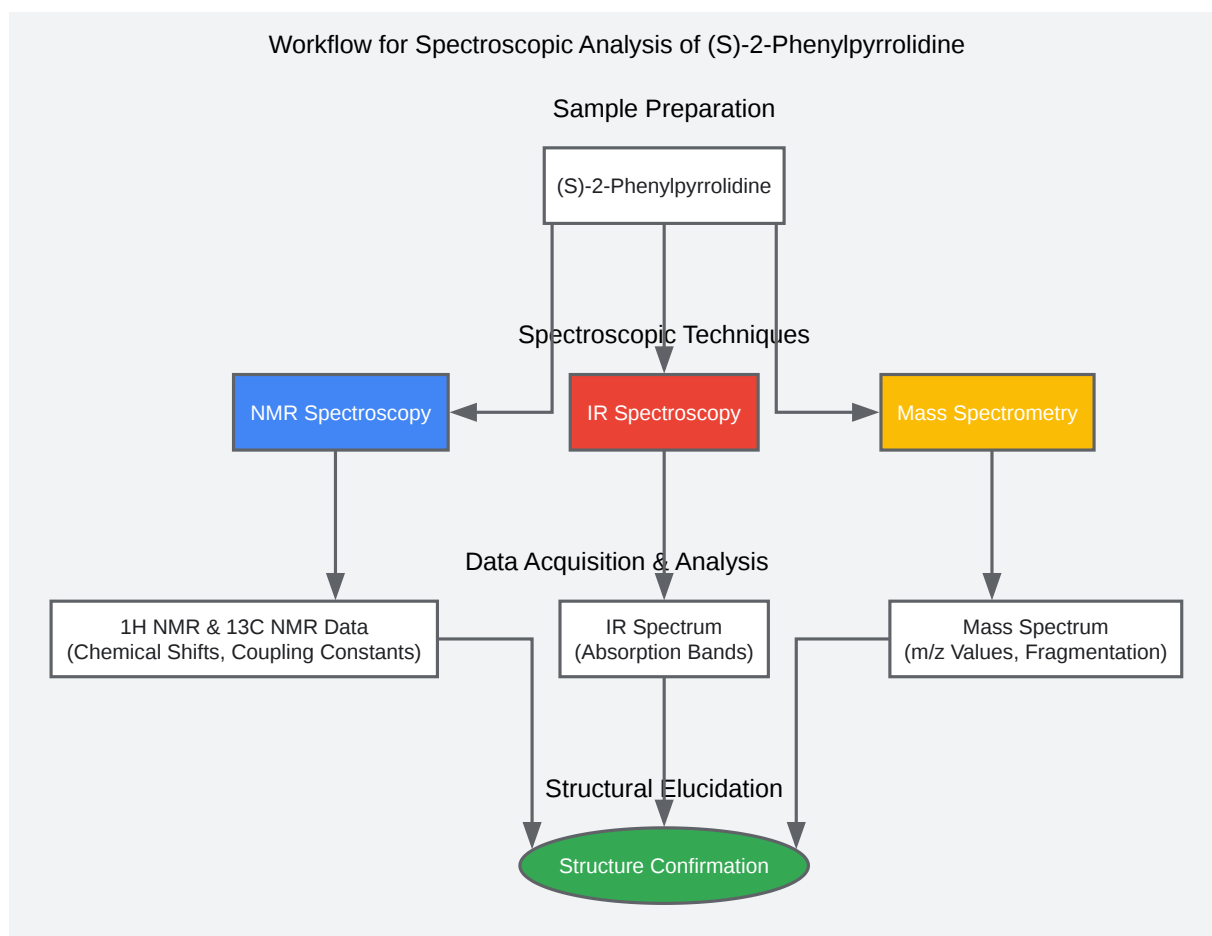 Workflow for Spectroscopic Analysis of (S)-2-Phenylpyrrolidine
Sample Preparation
(S)-2-Phenylpyrrolidine
Spectroscopic Techniques
NMR Spectroscopy
IR Spectroscopy
Mass Spectrometry
Data Acquisition & Analysis
1H NMR & 13C NMR Data
(Chemical Shifts, Coupling Constants)
IR Spectrum
(Absorption Bands)
Mass Spectrum
(m/z Values, Fragmentation)
Structural Elucidation
Structure Confirmation